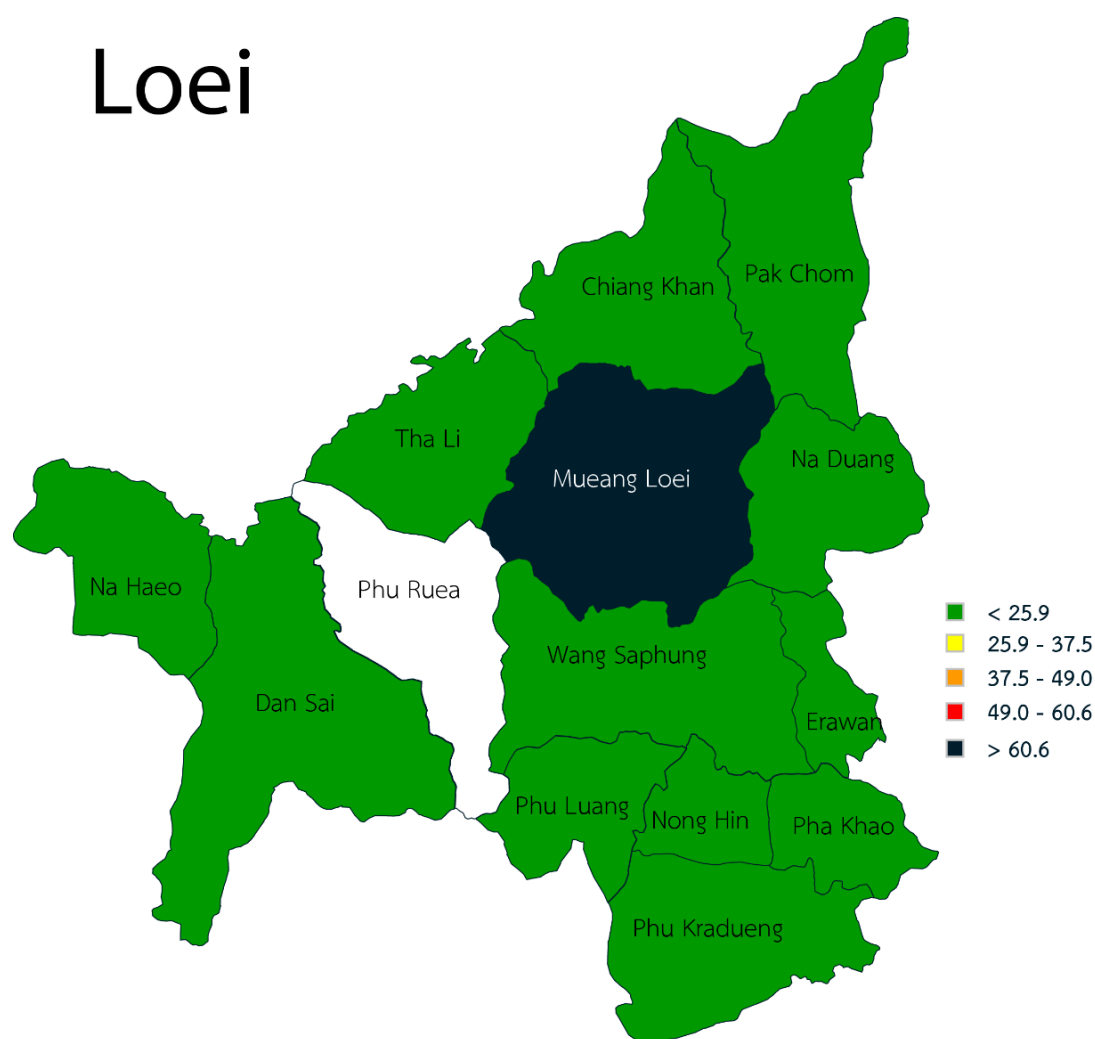 Loei
Pak Chom
Chiang Khan
Tha Li
Na Duang
Mueang Loei
Na Haeo
Phu Ruea
Wang Saphung
Dan Sai
Erawan
Phu Luang
Nong Hin
Pha Khao
Phu Kradueng
< 25.9
25.9 - 37.5
37.5 - 49.0
49.0 - 60.6
> 60.6